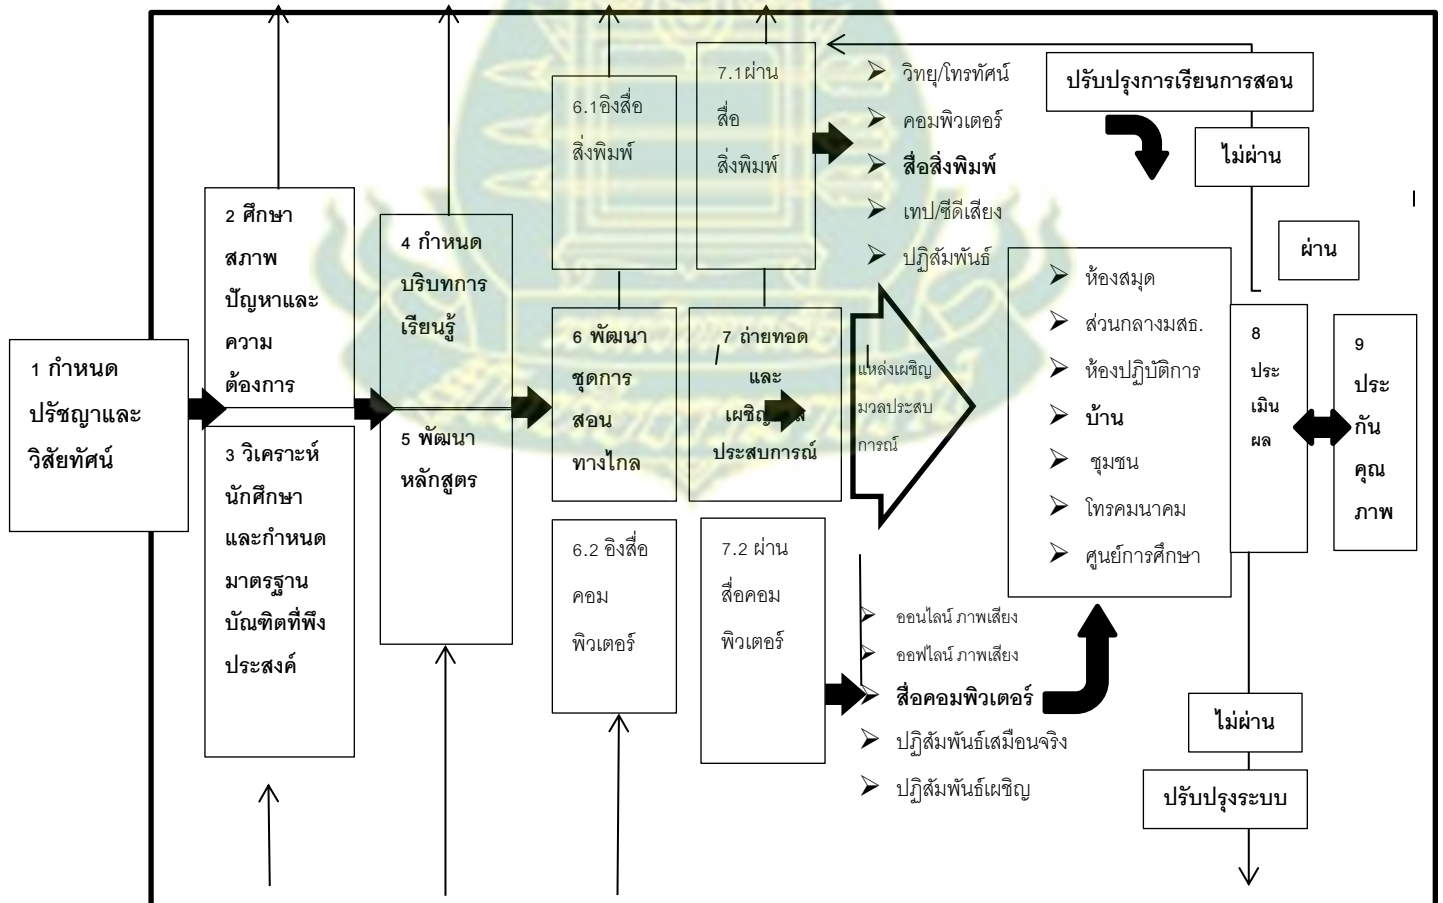 1 กำหนด
ปรัชญาและ
วิสัยทัศน์
2 ศึกษา
สภาพ
ปัญหาและ
ความ
ต้องการ
3 วิเคราะห์
นักศึกษา
และกำหนด
มาตรฐาน
บัณฑิตที่พึง
ประสงค์
4 กำหนด
บริบทการ
เรียนรู้
5 พัฒนา
หลักสูตร
6.1อิงสื่อ
สิ่งพิมพ์
6 พัฒนา
ชุดการ
สอน
ทางไกล
6.2 อิงสื่อ
คอม
พิวเตอร์
7.1ผ่าน
สื่อ
สิ่งพิมพ์
7 ถ่ายทอด
และ
ประสบการณ์
7.2 ผ่าน
สื่อคอม
พิวเตอร์
วิทยุ/โทรทัศน์
คอมพิวเตอร์
สื่อสิ่งพิมพ์
เทป/ซีดีเสียง
ปฏิสัมพันธ์
แหล่งเผชิญ
มวลประสบ
การณ์
ออนไลน์ ภาพเสียง
ออฟไลน์ ภาพเสียง
สื่อคอมพิวเตอร์
ปฏิสัมพันธ์เสมือนจริง
ปฏิสัมพันธ์เผชิญ
ห้องสมุด
ส่วนกลางมสธ.
ห้องปฏิบัติการ
บ้าน
ชุมชน
โทรคมนาคม
ศูนย์การศึกษา
ปรับปรุงการเรียนการสอน
ไม่ผ่าน
ผ่าน
8
ประ
เมิน
ผล
9
ประ
กัน
คุณ
ภาพ
ไม่ผ่าน
ปรับปรุงระบบ